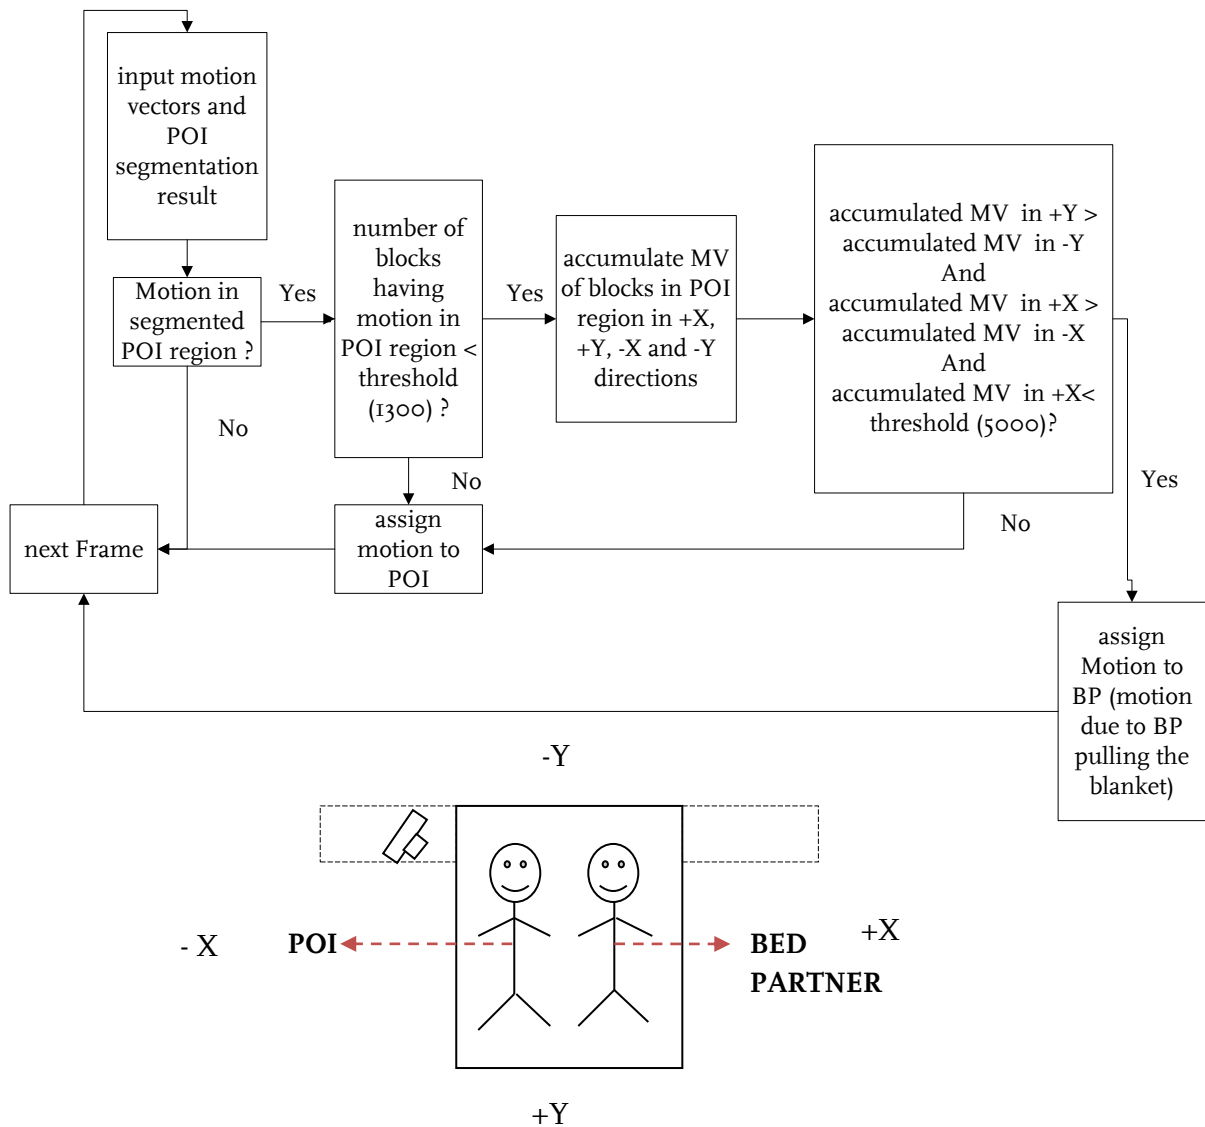 input motion
vectors and
POI
segmentation
result
Motion in
segmented
POI region ?
Yes
No
number of
blocks
having
motion in
POI region <
threshold
(1300) ?
Yes
No
accumulate MV
of blocks in POI
region in +X,
+Y, -X and -Y
directions
accumulated MV in +Y >
accumulated MV in -Y
And
accumulated MV in +X >
accumulated MV in -X
And
accumulated MV in +X<
threshold (5000)?
Yes
No
next Frame
assign
motion to
POI
assign
Motion to
BP (motion
due to BP
pulling the
blanket)
-Y
- X
POI
BED
PARTNER
+X
+Y